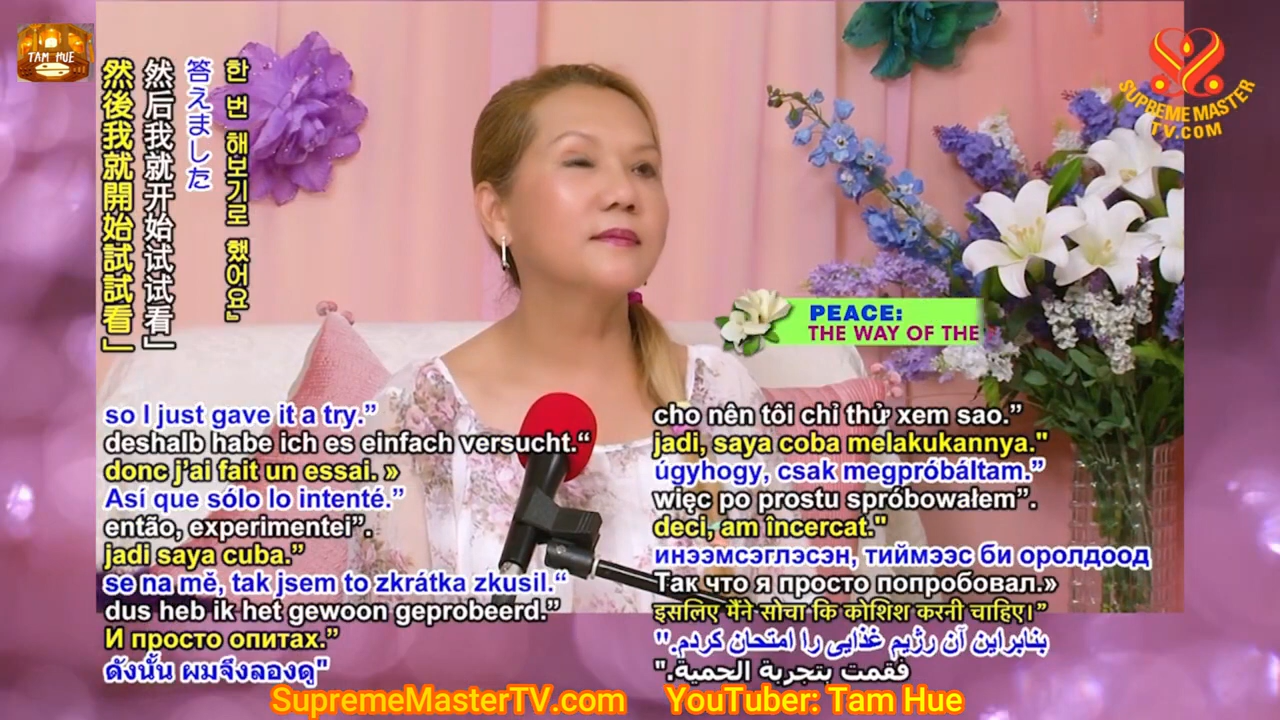 TAM HUE
SUPREME MASTER
TV.COM
한 번 해보기로 했어요』
答えました
然后我就开始试试看」
然後我就開始試試看」
PEACE:
THE WAY OF THE
so I just gave it a try.”
deshalb habe ich es einfach versucht.“
donc j’ai fait un essai. »
Así que sólo lo intenté.”
então, experimentei”.
jadi saya cuba.”
se na mě, tak jsem to zkrátka zkusil.“
dus heb ik het gewoon geprobeerd.”
И просто опитах.”
ดังนั้น ผมจึงลองดู"
cho nên tôi chỉ thử xem sao.”
jadi, saya coba melakukannya."
úgyhogy, csak megpróbáltam.”
więc po prostu spróbowałem”.
deci, am încercat."
инээмсэглэсэн, тиймээс би оролдоод
Так что я просто попробовал.»
इसलिए मैंने सोचा कि कोशिश करनी चाहिए।”
بنابراین آن رژیم غذایی را امتحان کردم."
فقمت بتجربة الحمية."
SupremeMasterTV.com
YouTuber: Tam Hue